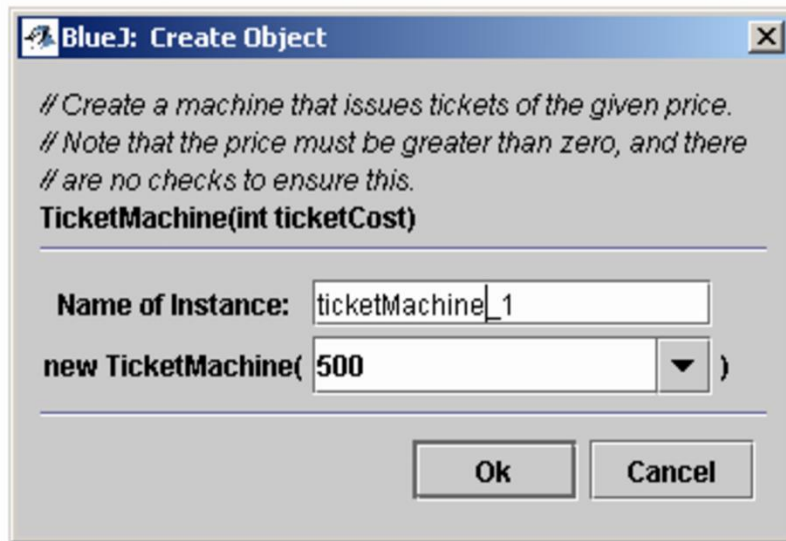 BlueJ: Create Object
// Create a machine that issues tickets of the given price.
// Note that the price must be greater than zero, and there
// are no checks to ensure this.
TicketMachine(int ticketCost)
Name of Instance: ticketMachine_1
new TicketMachine( 500 )
Ok Cancel